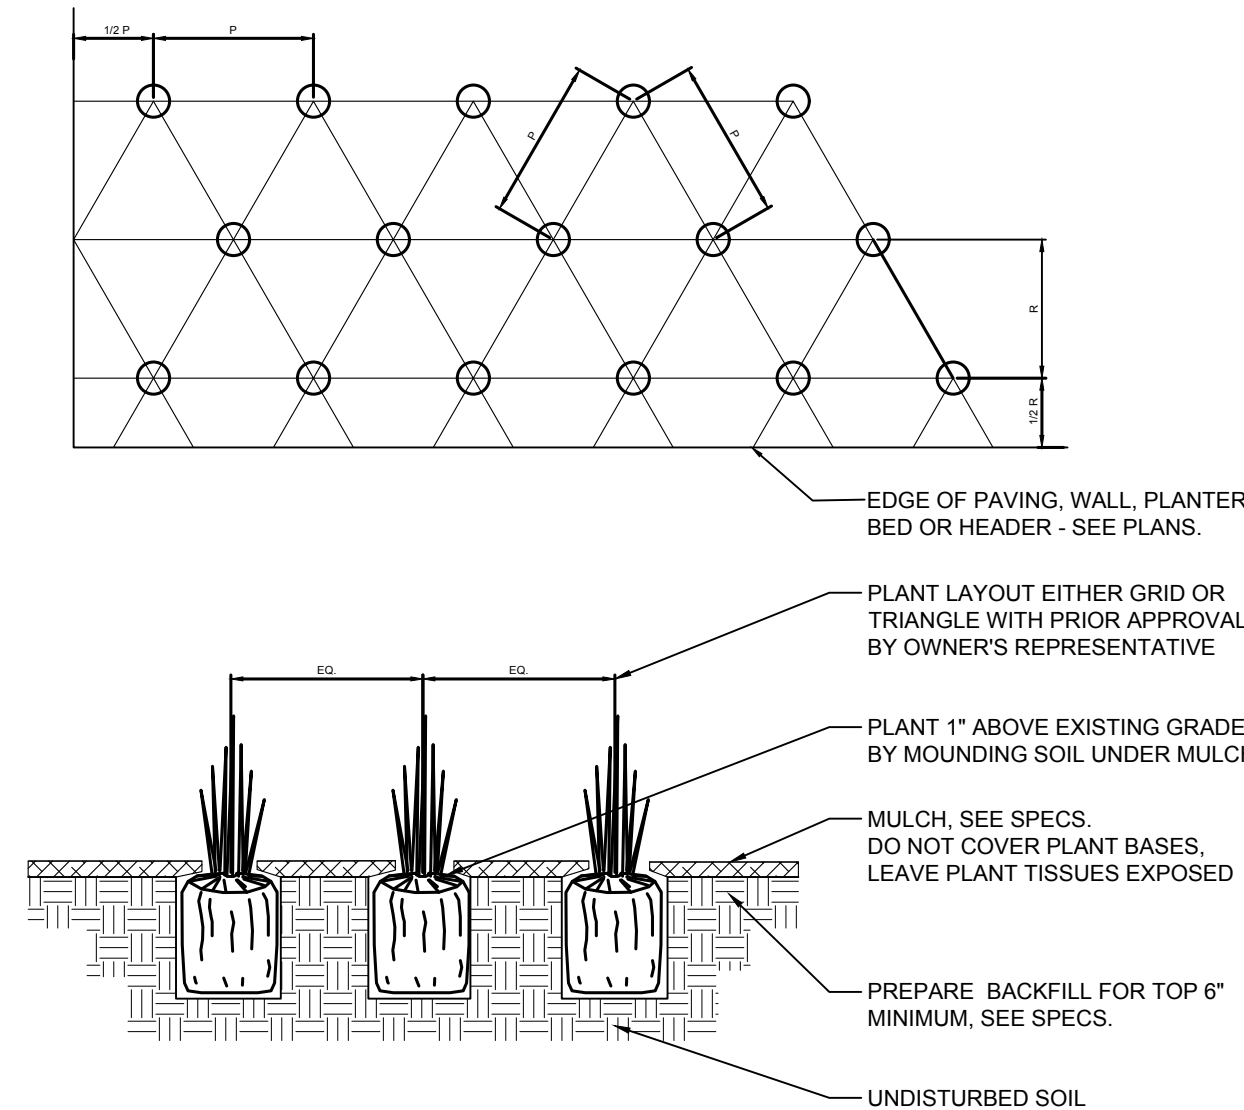 1/2 P
P
P
P
R
1/2 R
EDGE OF PAVING, WALL, PLANTER
BED OR HEADER - SEE PLANS.
PLANT LAYOUT EITHER GRID OR
TRIANGLE WITH PRIOR APPROVAL
BY OWNER'S REPRESENTATIVE
EQ.
EQ.
PLANT 1" ABOVE EXISTING GRADE
BY MOUNDING SOIL UNDER MULCH
MULCH, SEE SPECS.
DO NOT COVER PLANT BASES,
LEAVE PLANT TISSUES EXPOSED
PREPARE BACKFILL FOR TOP 6"
MINIMUM, SEE SPECS.
UNDISTURBED SOIL